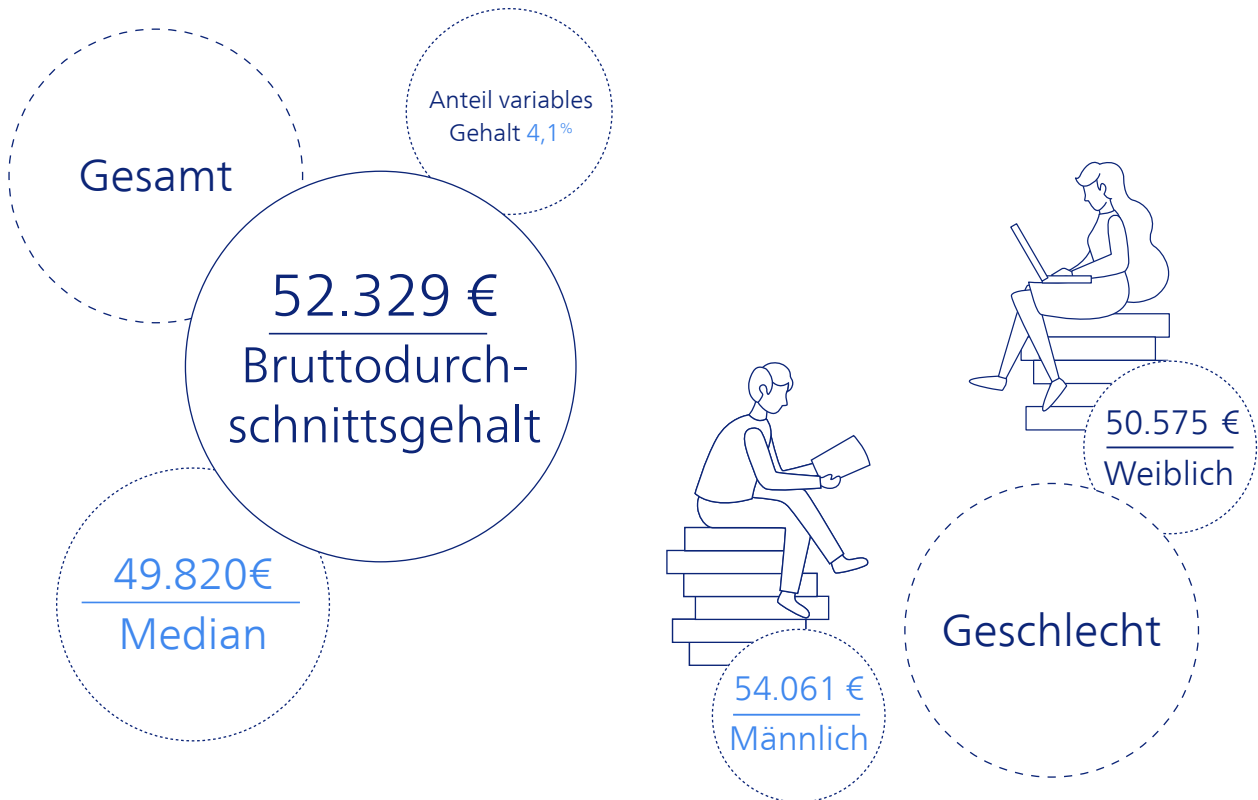 Gesamt
Anteil variables
Gehalt 4,1%
52.329 €
Bruttodurch-
schnittsgehalt
49.820€
Median
50.575 €
Weiblich
Geschlecht
54.061 €
Männlich